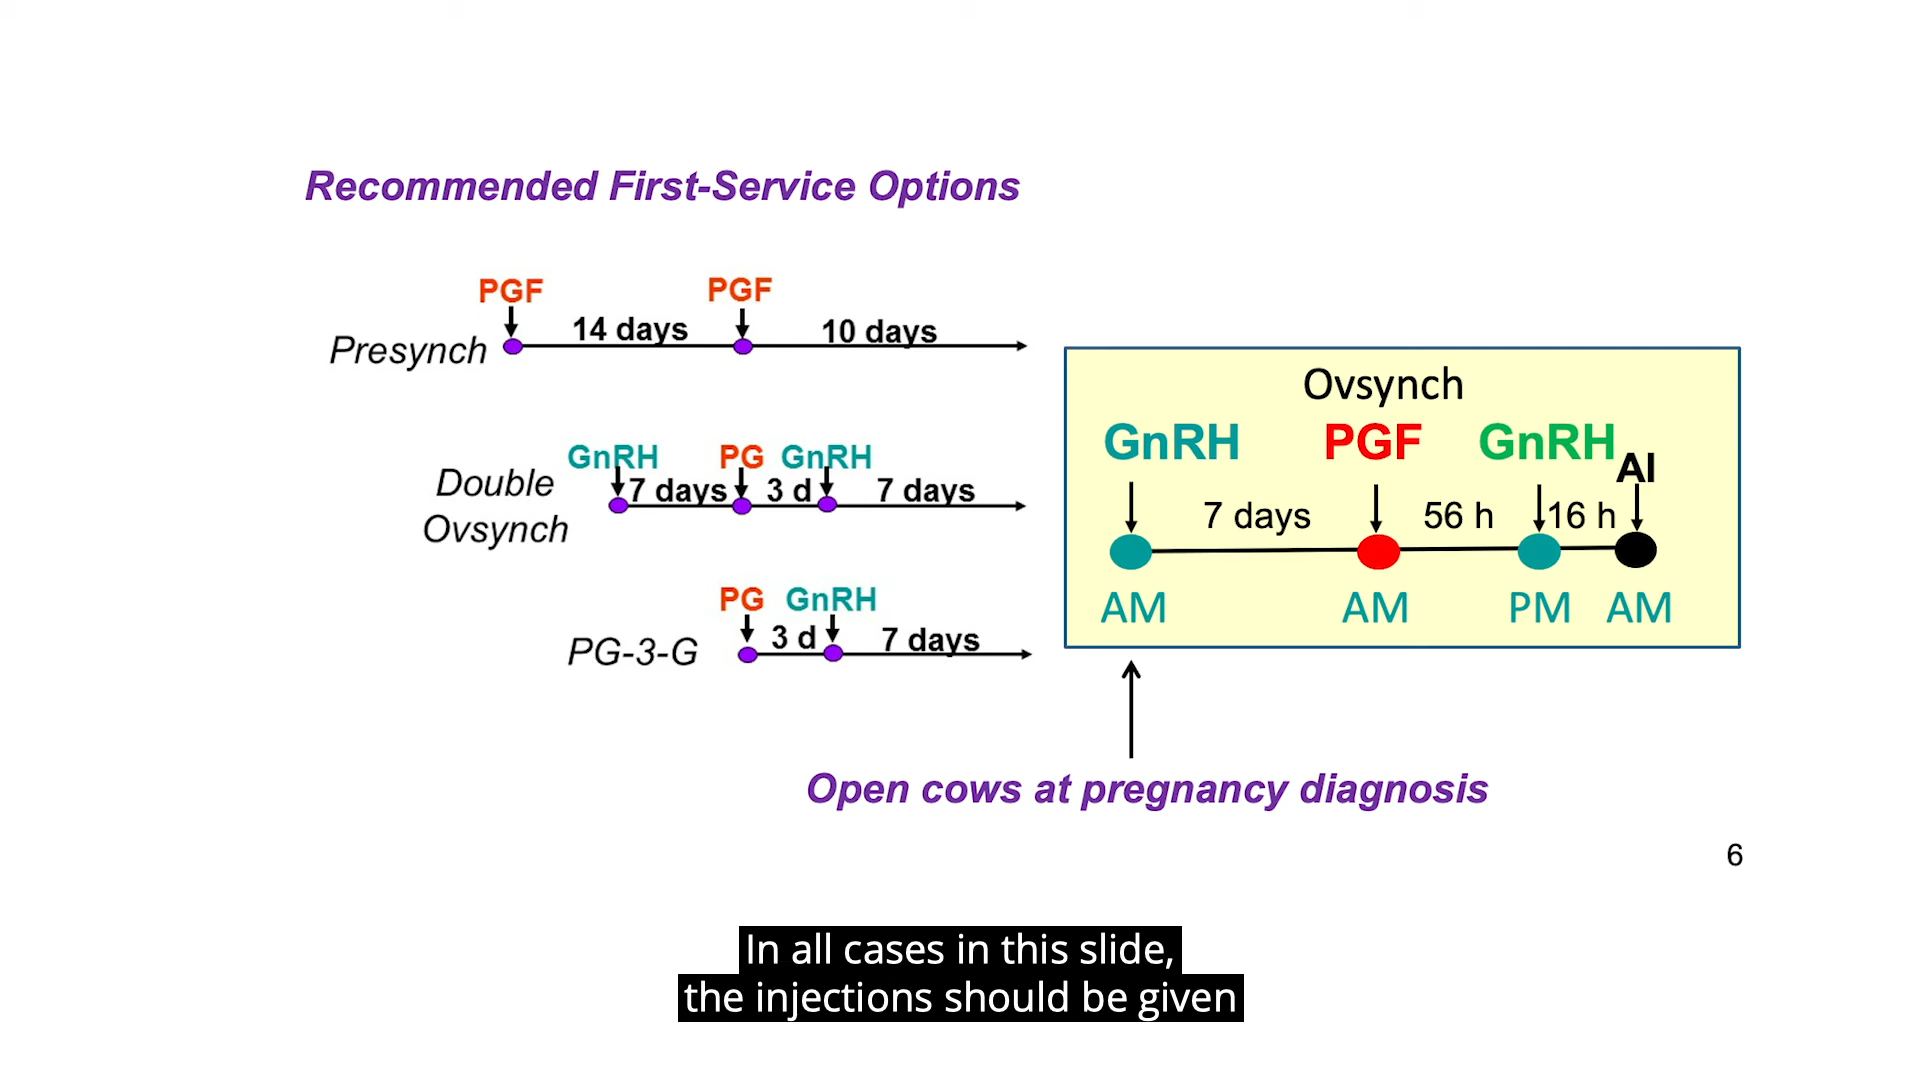 Recommended First-Service Options
PGF
PGF
14 days
10 days
Presynch
GnRH
PG
GnRH
7 days
3 d
7 days
Double
Ovsynch
PG
GnRH
3 d
7 days
PG-3-G
Ovsynch
GnRH
PGF
GnRH
AI
7 days
56 h
16 h
AM
AM
PM
AM
Open cows at pregnancy diagnosis
6
In all cases in this slide,
the injections should be given